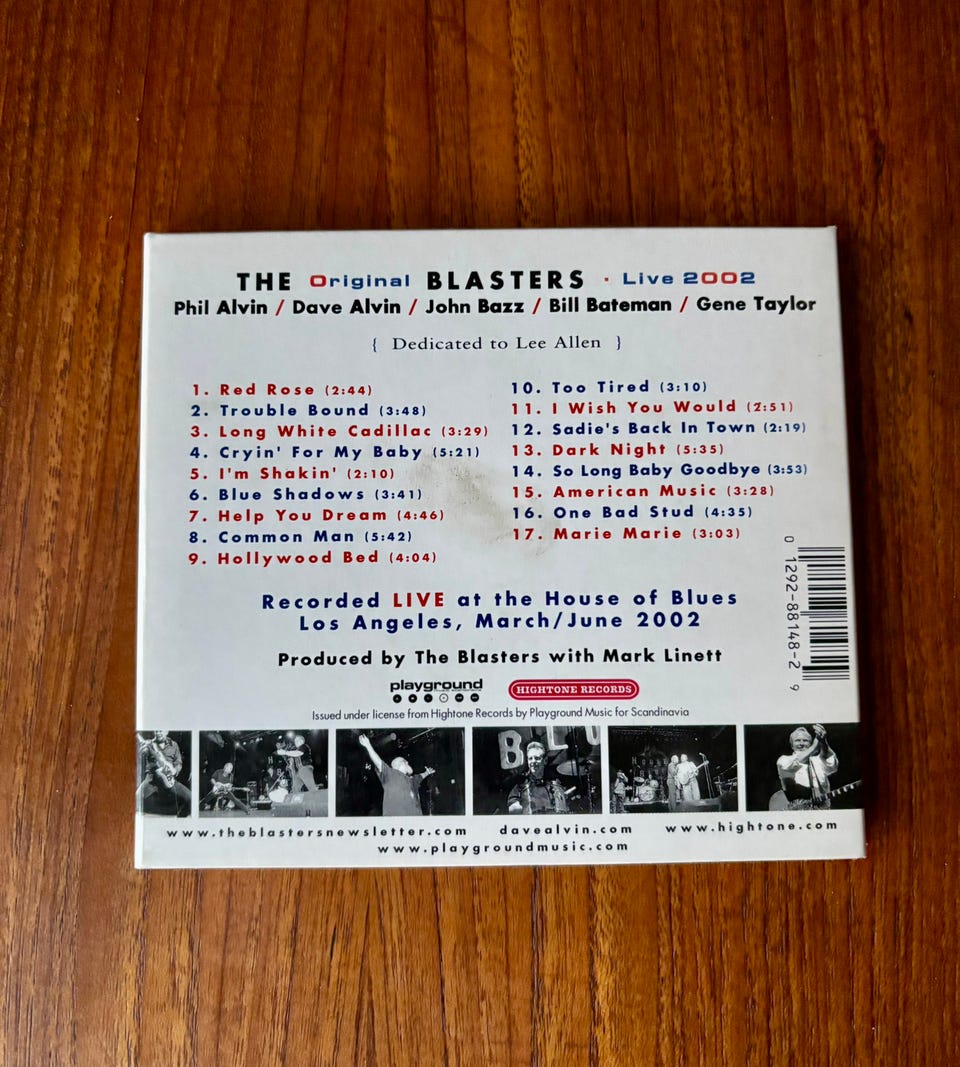 THE Original BLASTERS · Live 2002
Phil Alvin / Dave Alvin / John Bazz / Bill Bateman / Gene Taylor
{ Dedicated to Lee Allen }
1. Red Rose (2:44)
2. Trouble Bound (3:48)
3. Long White Cadillac (3:29)
4. Cryin' For My Baby (5:21)
5. I'm Shakin' (2:10)
6. Blue Shadows (3:41)
7. Help You Dream (4:46)
8. Common Man (5:42)
9. Hollywood Bed (4:04)
10. Too Tired (3:10)
11. I Wish You Would (2:51)
12. Sadie's Back In Town (2:19)
13. Dark Night (5:35)
14. So Long Baby Goodbye (3:53)
15. American Music (3:28)
16. One Bad Stud (4:35)
17. Marie Marie (3:03)
0 1292-88148-2 9
Recorded LIVE at the House of Blues
Los Angeles, March/June 2002
Produced by The Blasters with Mark Linett
playground
HIGHTONE RECORDS
Issued under license from Hightone Records by Playground Music for Scandinavia
www.theblastersnewsletter.com davealvin.com www.hightone.com
www.playgroundmusic.com